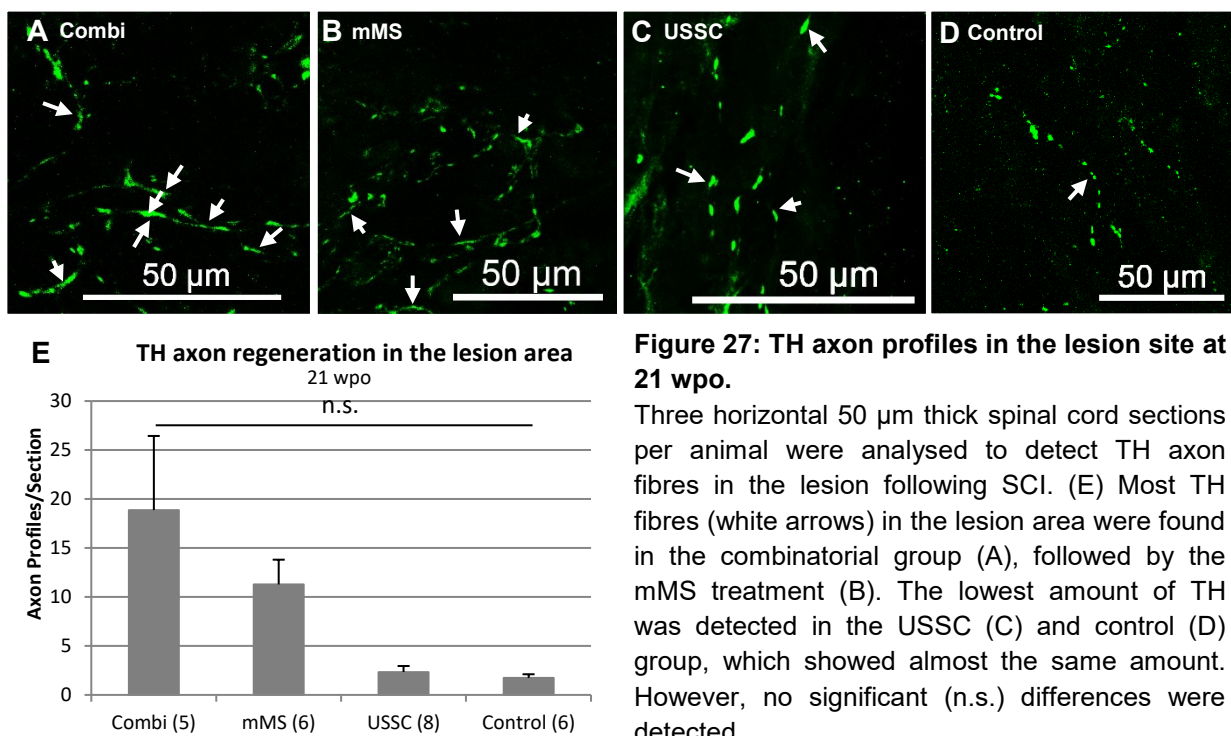 A Combi
B mMS
C USSC
D Control
50 µm
50 µm
50 µm
50 µm
E
TH axon regeneration in the lesion area
21 wpo
n.s.
Axon Profiles/Section
30
25
20
15
10
5
0
Combi (5)
mMS (6)
USSC (8)
Control (6)
Figure 27: TH axon profiles in the lesion site at
21 wpo.
Three horizontal 50 µm thick spinal cord sections
per animal were analysed to detect TH axon
fibres in the lesion following SCI. (E) Most TH
fibres (white arrows) in the lesion area were found
in the combinatorial group (A), followed by the
mMS treatment (B). The lowest amount of TH
was detected in the USSC (C) and control (D)
group, which showed almost the same amount.
However, no significant (n.s.) differences were
detected